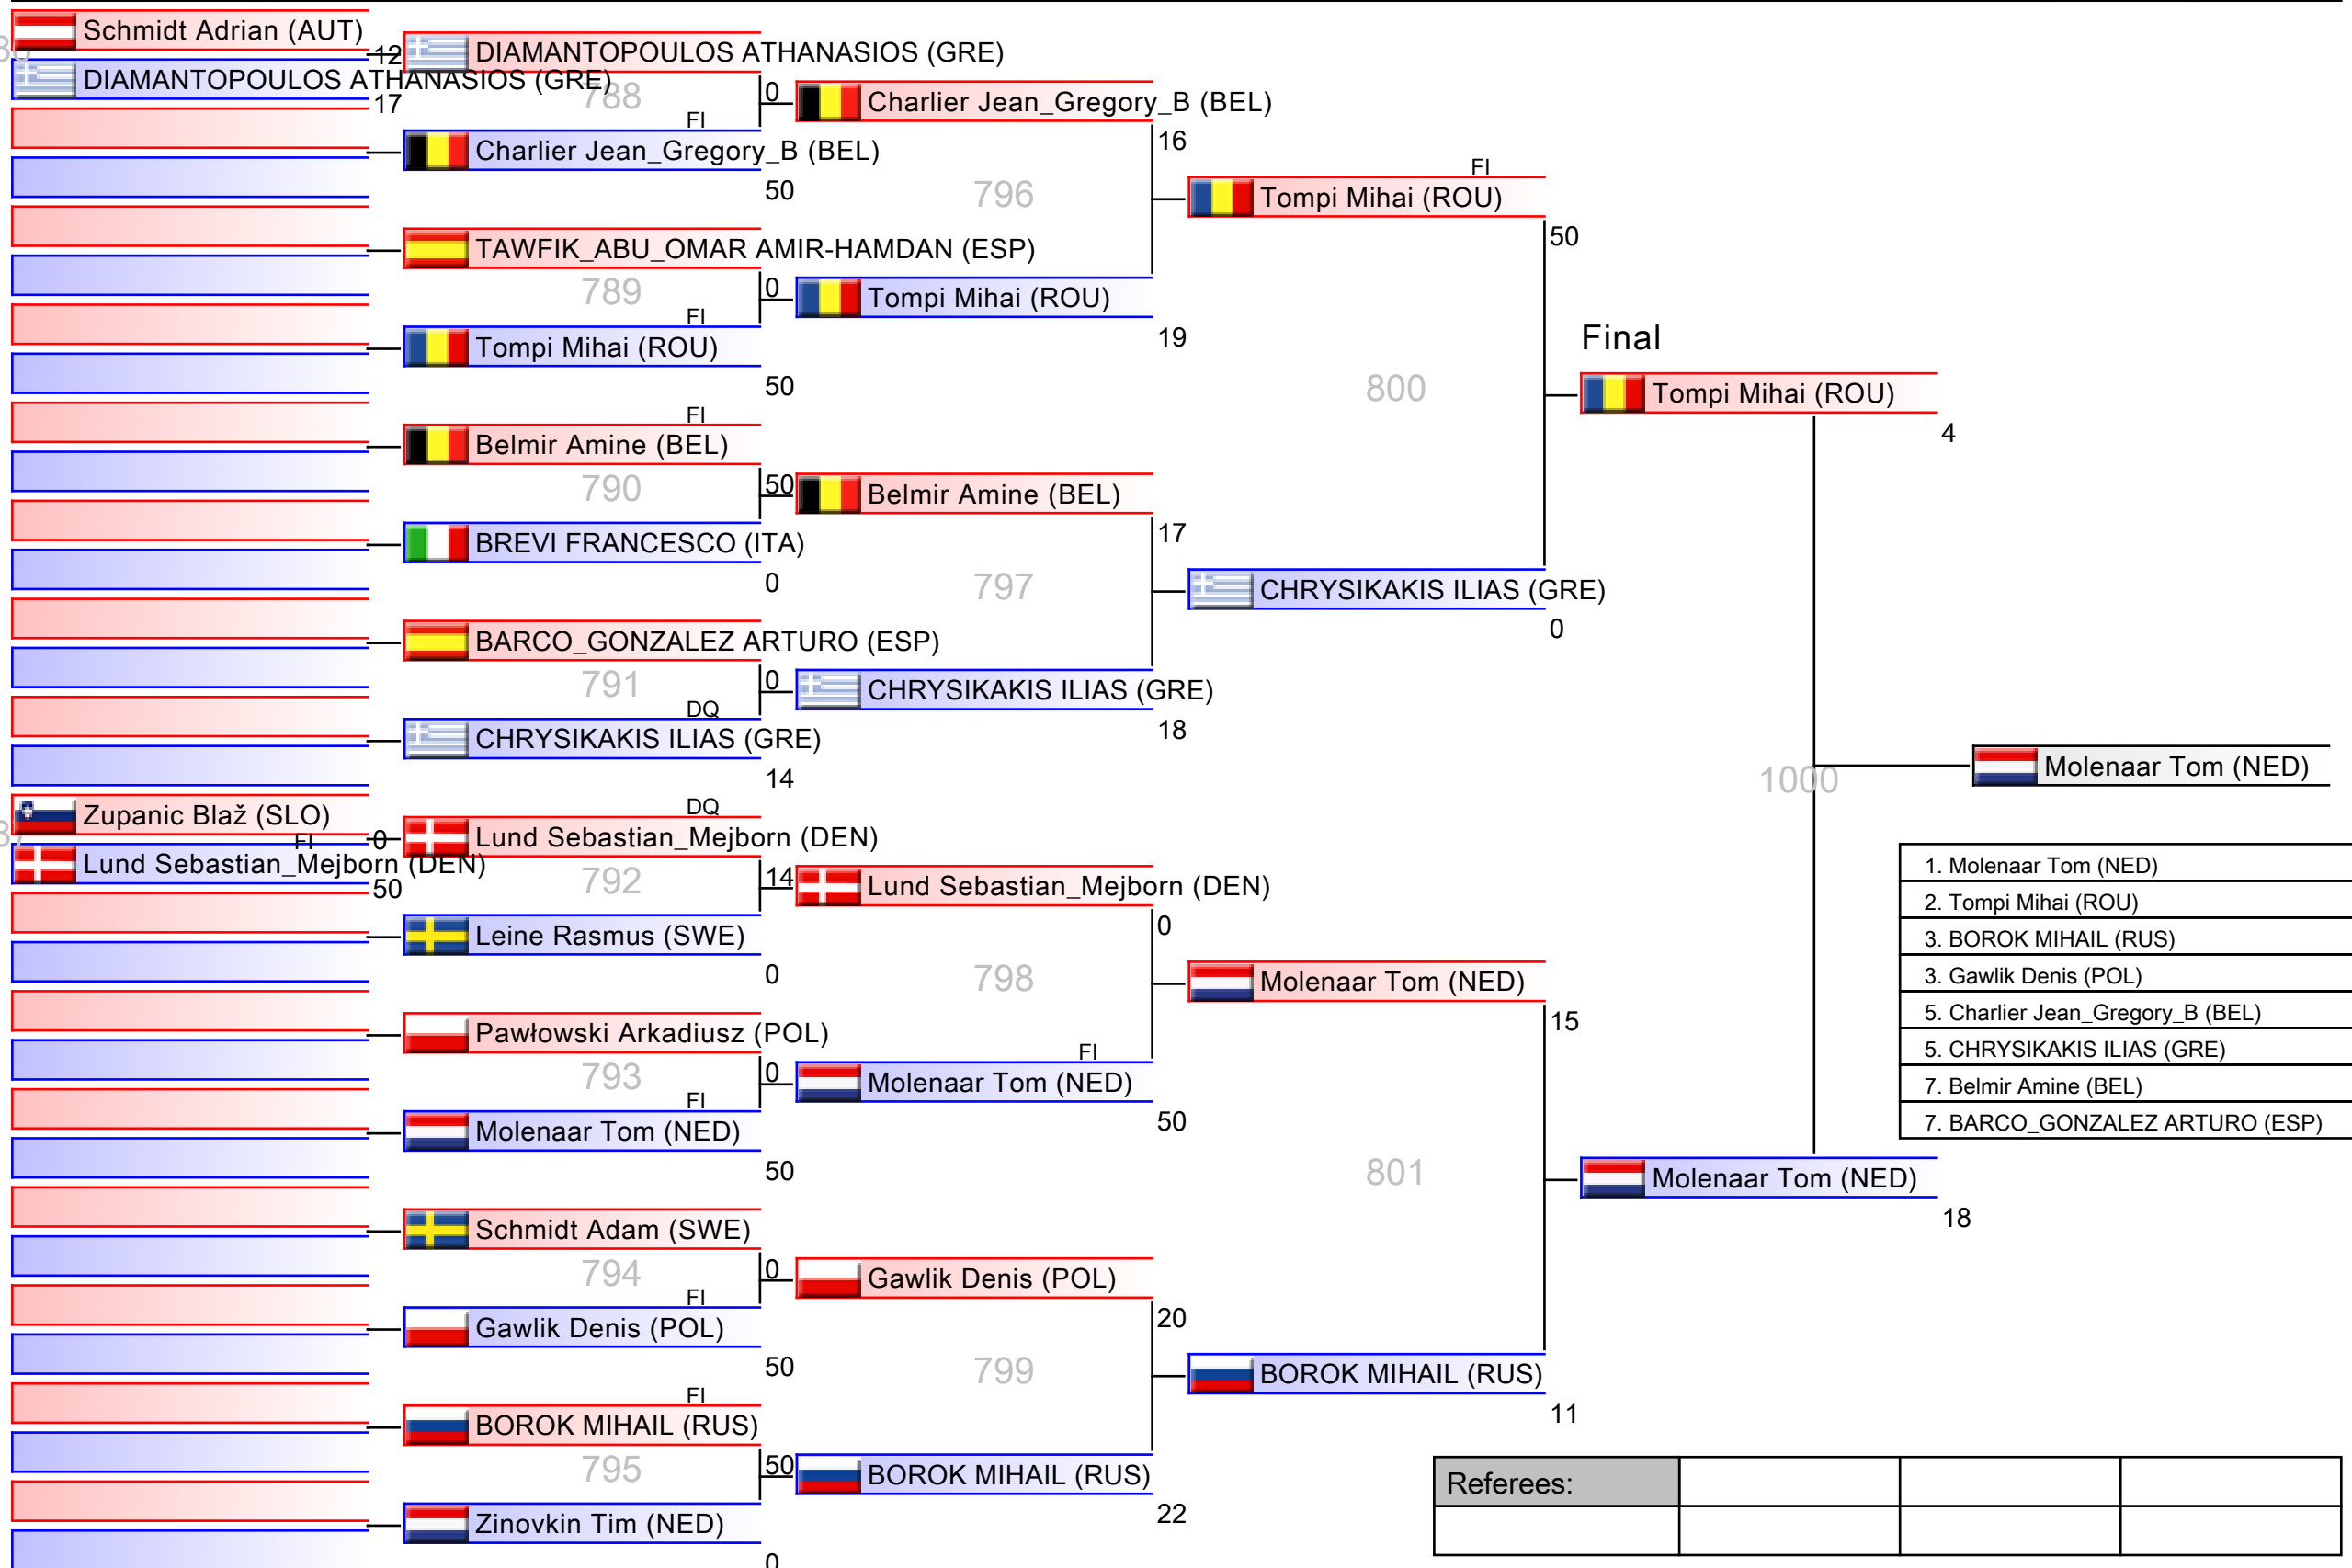 Schmidt Adrian (AUT)
12
DIAMANTOPOULOS ATHANASIOS (GRE)
17
DIAMANTOPOULOS ATHANASIOS (GRE)
788
0
FI
Charlier Jean_Gregory_B (BEL)
50
TAWFIK_ABU_OMAR AMIR-HAMDAN (ESP)
789
0
FI
Tompi Mihai (ROU)
50
FI
Belmir Amine (BEL)
790
50
BREVI FRANCESCO (ITA)
0
BARCO_GONZALEZ ARTURO (ESP)
791
0
DQ
CHRYSIKAKIS ILIAS (GRE)
14
Zupanic Blaž (SLO)
0
FI
Lund Sebastian_Mejborn (DEN)
50
DQ
Lund Sebastian_Mejborn (DEN)
792
14
Leine Rasmus (SWE)
0
Pawłowski Arkadiusz (POL)
793
0
FI
Molenaar Tom (NED)
50
Schmidt Adam (SWE)
794
0
FI
Gawlik Denis (POL)
50
FI
BOROK MIHAIL (RUS)
795
50
Zinovkin Tim (NED)
0
Charlier Jean_Gregory_B (BEL)
16
796
Tompi Mihai (ROU)
19
Belmir Amine (BEL)
17
797
CHRYSIKAKIS ILIAS (GRE)
18
Lund Sebastian_Mejborn (DEN)
0
798
FI
Molenaar Tom (NED)
50
Gawlik Denis (POL)
20
799
BOROK MIHAIL (RUS)
22
FI
Tompi Mihai (ROU)
50
800
CHRYSIKAKIS ILIAS (GRE)
0
Molenaar Tom (NED)
15
801
BOROK MIHAIL (RUS)
11
Final
Tompi Mihai (ROU)
4
1000
Molenaar Tom (NED)
18
Molenaar Tom (NED)
1. Molenaar Tom (NED)
2. Tompi Mihai (ROU)
3. BOROK MIHAIL (RUS)
3. Gawlik Denis (POL)
5. Charlier Jean_Gregory_B (BEL)
5. CHRYSIKAKIS ILIAS (GRE)
7. Belmir Amine (BEL)
7. BARCO_GONZALEZ ARTURO (ESP)
Referees: